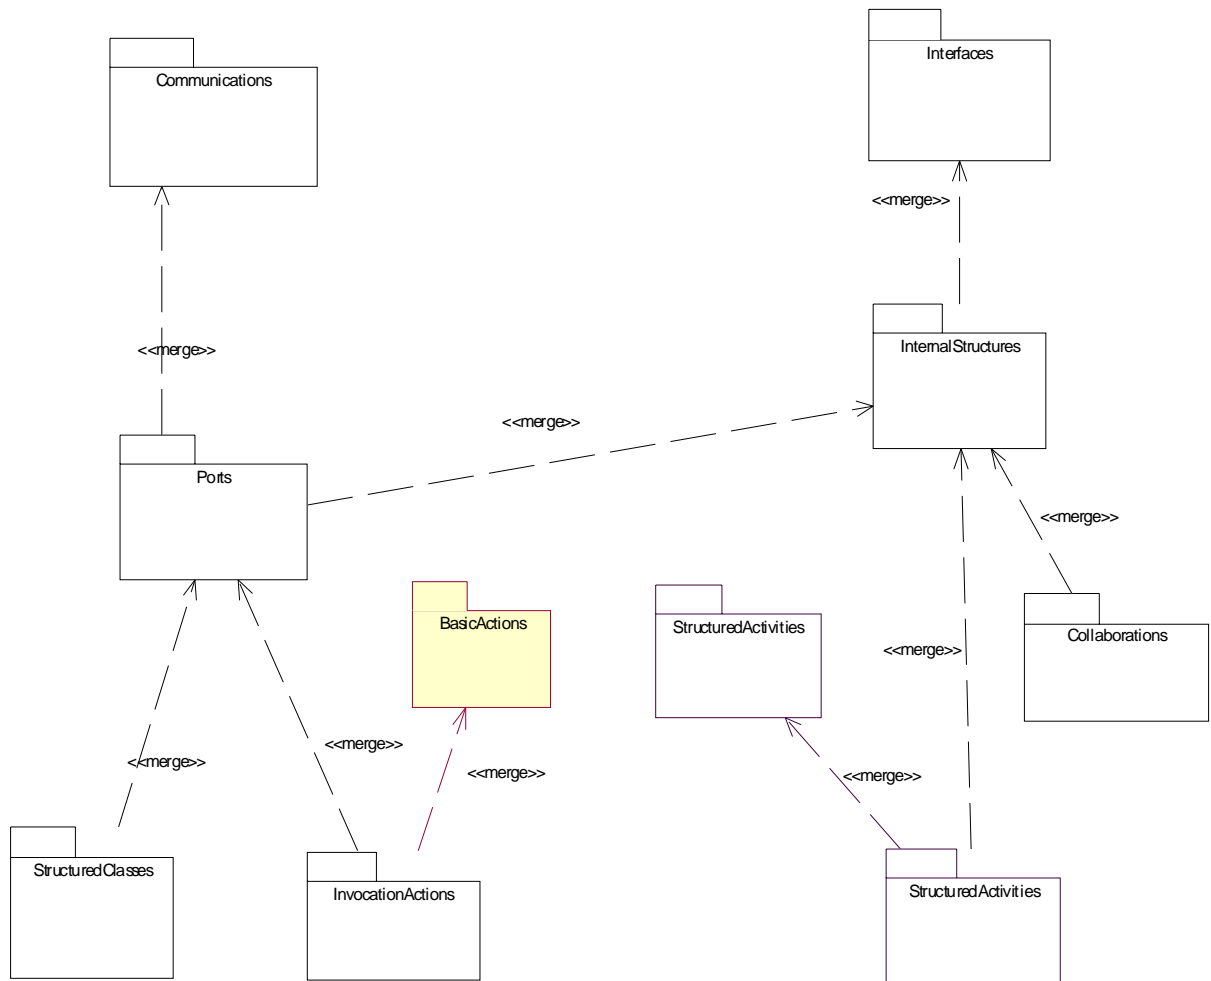 Interfaces
Communications
<<merge>>
InternalStructures
<<merge>>
<<merge>>
Ports
<<merge>>
BasicActions
StructuredActivities
Collaborations
<<merge>>
<<merge>>
<<merge>>
<<merge>>
<<merge>>
StructuredClasses
InvocationActions
StructuredActivities